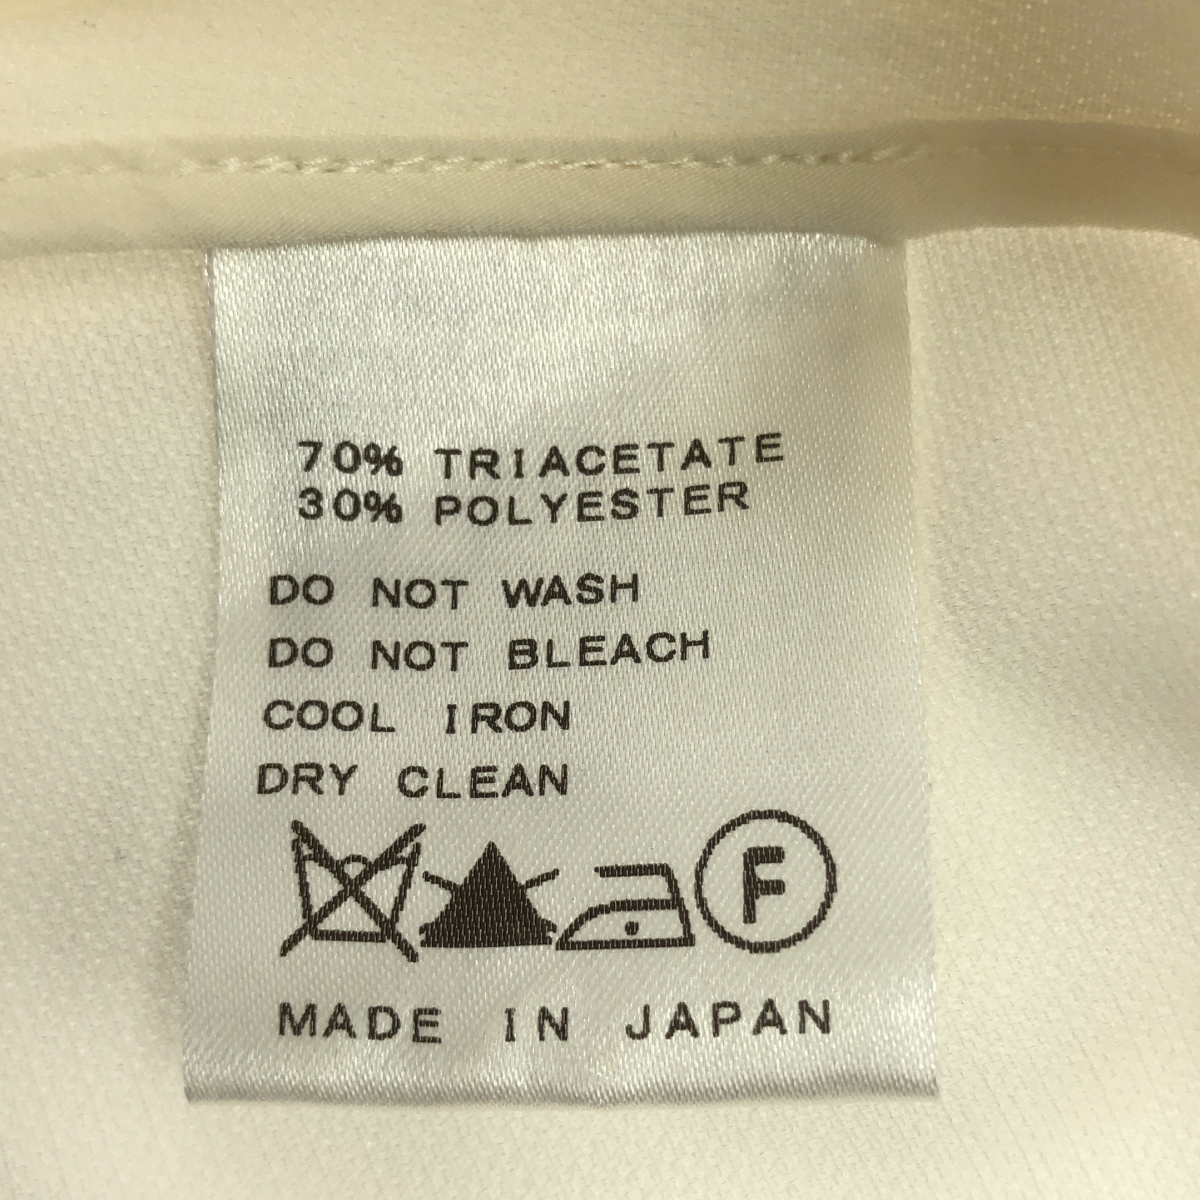 70% TRIACETATE
30% POLYESTER
DO NOT WASH
DO NOT BLEACH
COOL IRON
DRY CLEAN
F
MADE IN JAPAN